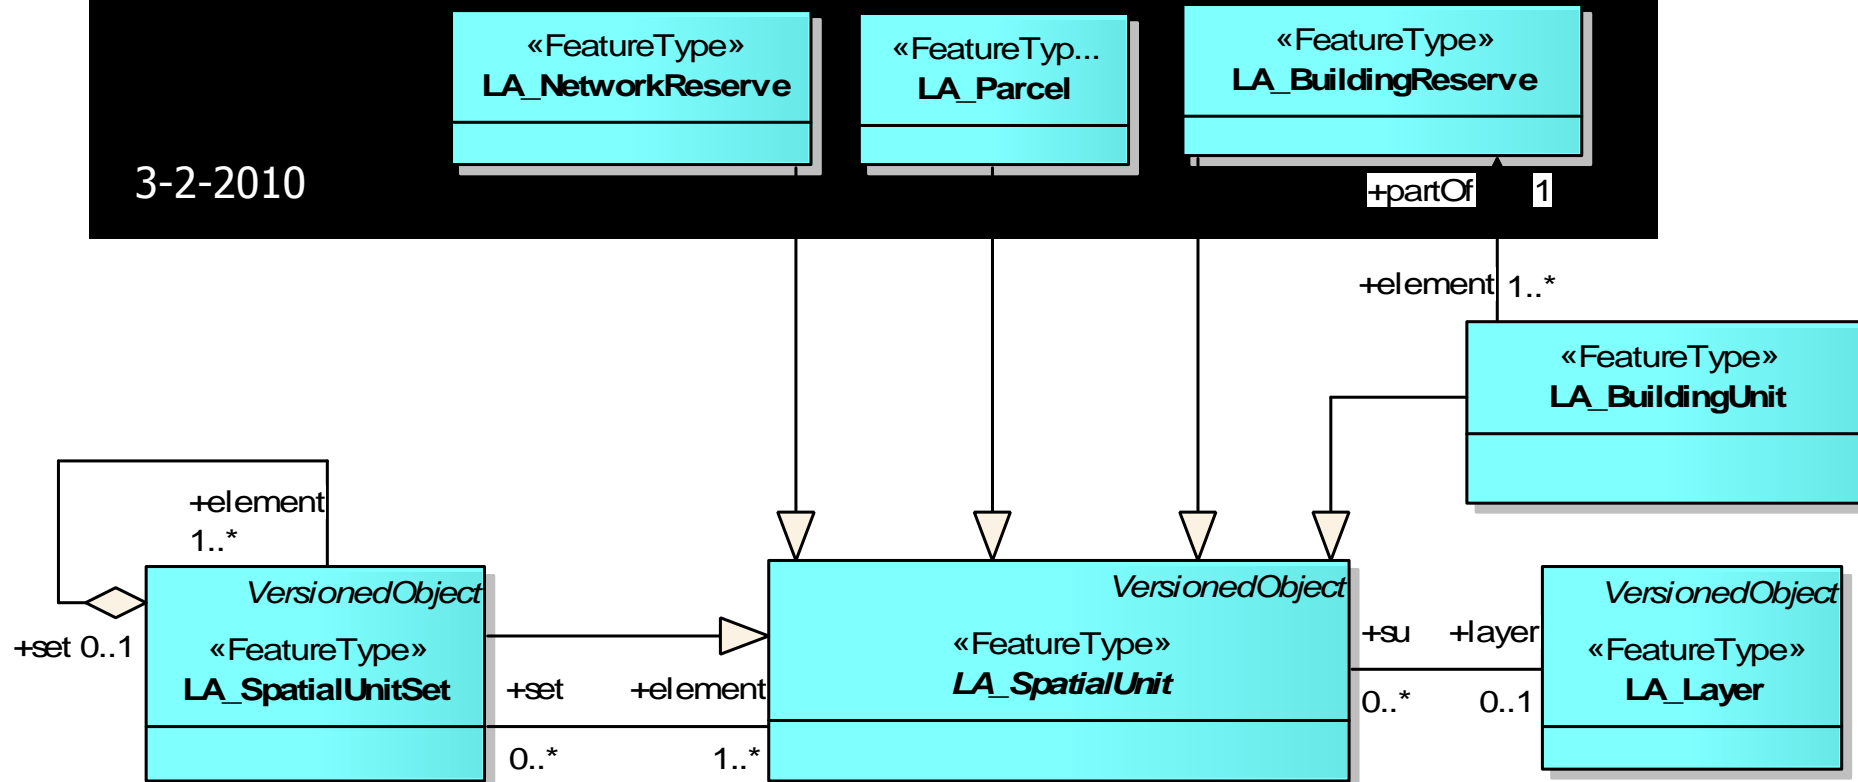 «FeatureType»
LA_NetworkReserve
«FeatureTyp...
LA_Parcel
«FeatureType»
LA_BuildingReserve
3-2-2010
+partOf 1
+element 1..*
«FeatureType»
LA_BuildingUnit
+element
1..*
+set 0..1
VersionedObject
«FeatureType»
LA_SpatialUnitSet
+set +element
0..* 1..*
VersionedObject
«FeatureType»
LA_SpatialUnit
+su +layer
0..* 0..1
VersionedObject
«FeatureType»
LA_Layer